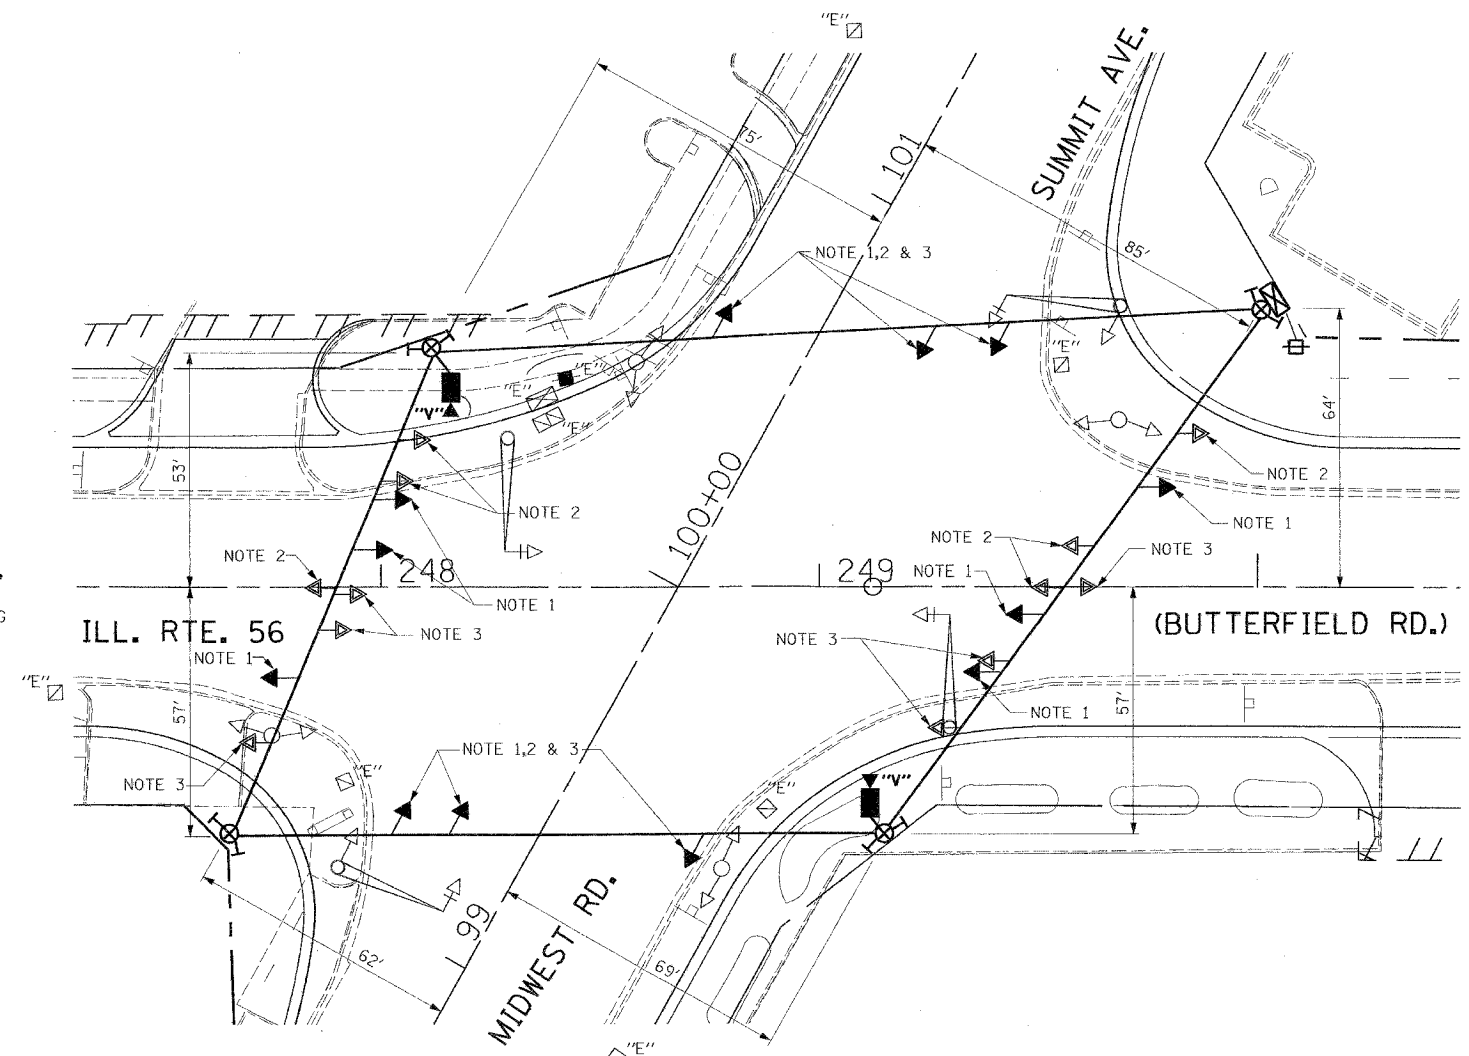 "E"
SUMMIT AVE.
75'
101
NOTE 1,2 & 3
85'
"E"
"E"
"E"
"V"
"E"
64'
53'
NOTE 2
NOTE 2
NOTE 1
100+00
NOTE 2
NOTE 2
NOTE 3
248
249
NOTE 1
NOTE 1
G
ILL. RTE. 56
NOTE 3
NOTE 3
(BUTTERFIELD RD.)
NOTE 1
"E"
57'
57'
NOTE 1
NOTE 1,2 & 3
NOTE 3
"E"
"E"
"V"
99
MIDWEST RD.
62'
69'
"E"